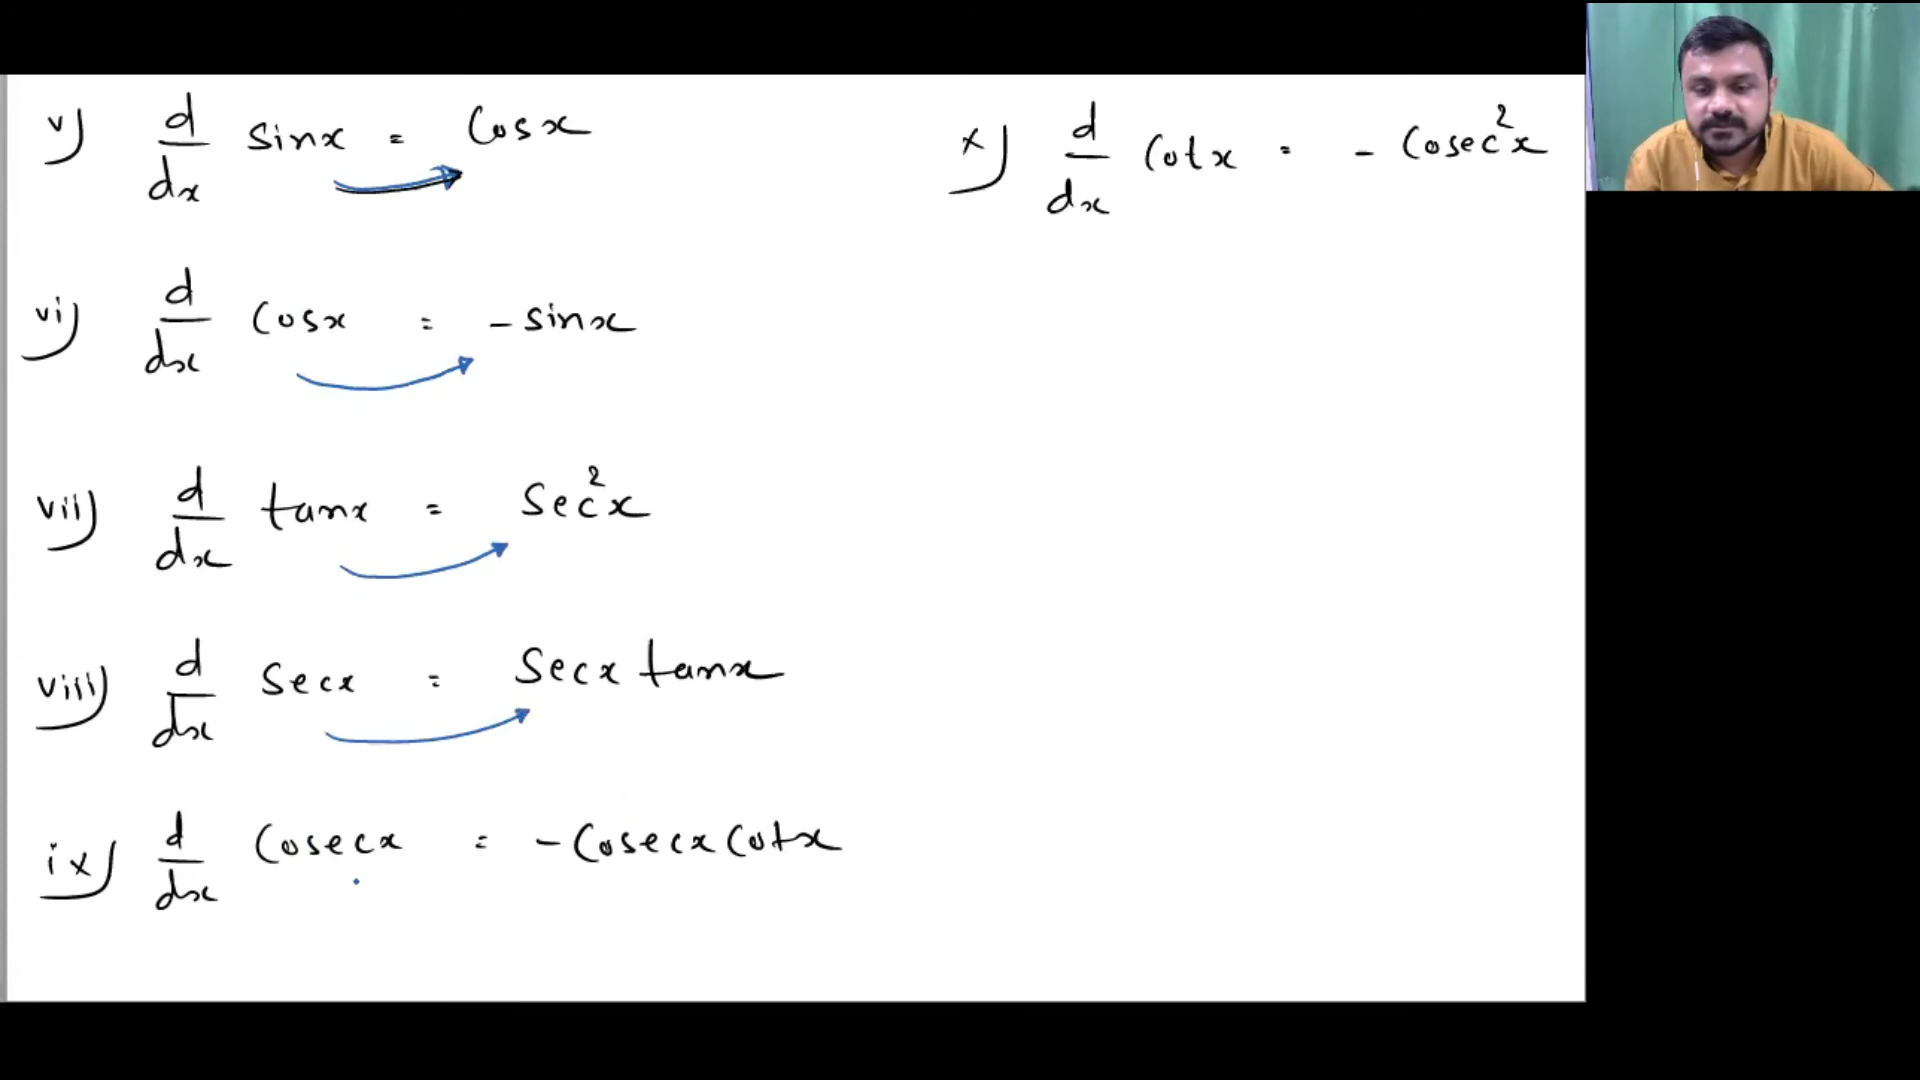 v) d/dx sinx = Cosx
vi) d/dx Cosx = - sinx
vii) d/dx tanx = Sec²x
viii) d/dx Secx = Secx tanx
ix) d/dx Cosecx = - Cosecx Cotx
x) d/dx Cotx = - Cosec²x